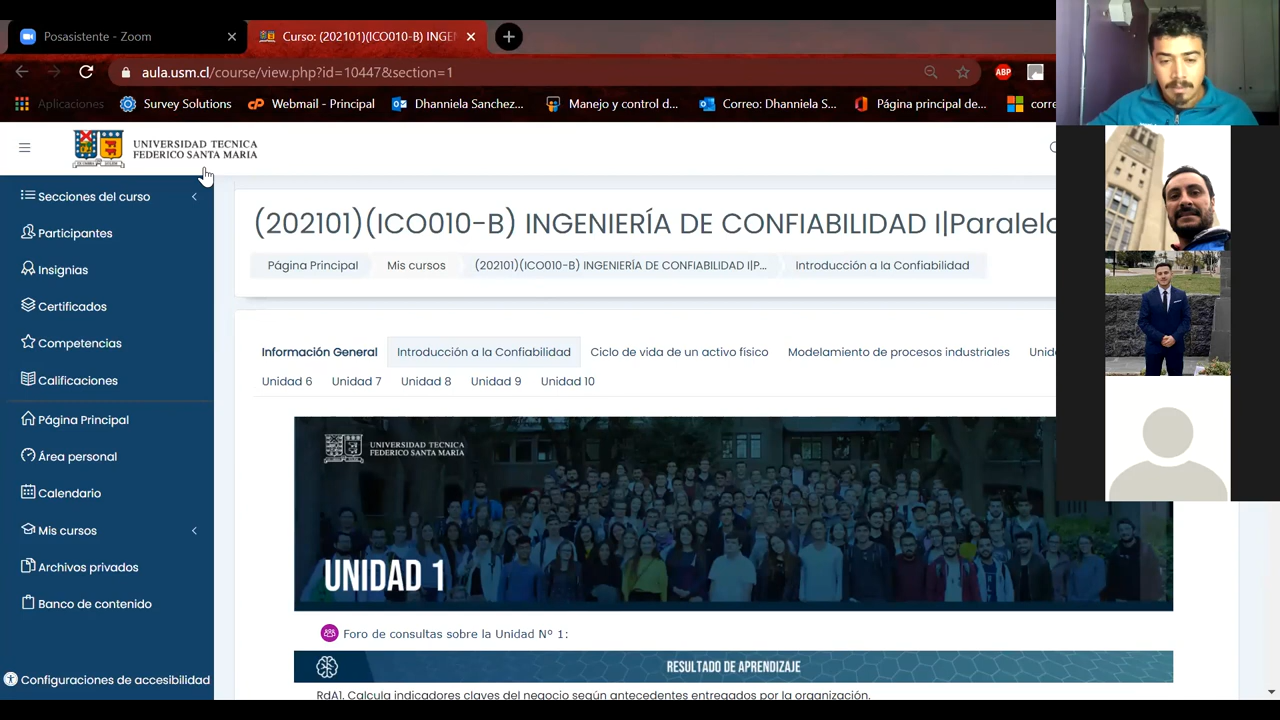 Posasistente - Zoom
Curso: (202101)(ICO010-B) INGE
aula.usm.cl/course/view.php?id=10447&section=1
ABP
Aplicaciones
Survey Solutions
Webmail - Principal
Dhanniela Sanchez...
Manejo y control d...
Correo: Dhanniela S...
Página principal de...
corre
UNIVERSIDAD TECNICA
FEDERICO SANTA MARIA
Secciones del curso
Participantes
Insignias
Certificados
Competencias
Calificaciones
Página Principal
Área personal
Calendario
Mis cursos
Archivos privados
Banco de contenido
Configuraciones de accesibilidad
(202101)(ICO010-B) INGENIERÍA DE CONFIABILIDAD I|Paralelo
Página Principal
Mis cursos
(202101)(ICO010-B) INGENIERÍA DE CONFIABILIDAD I|P...
Introducción a la Confiabilidad
Información General
Introducción a la Confiabilidad
Ciclo de vida de un activo físico
Modelamiento de procesos industriales
Unid
Unidad 6
Unidad 7
Unidad 8
Unidad 9
Unidad 10
UNIVERSIDAD TECNICA
FEDERICO SANTA MARIA
UNIDAD 1
Foro de consultas sobre la Unidad Nº 1:
RESULTADO DE APRENDIZAJE
RdA1. Calcula indicadores claves del negocio según antecedentes entregados por la organización.